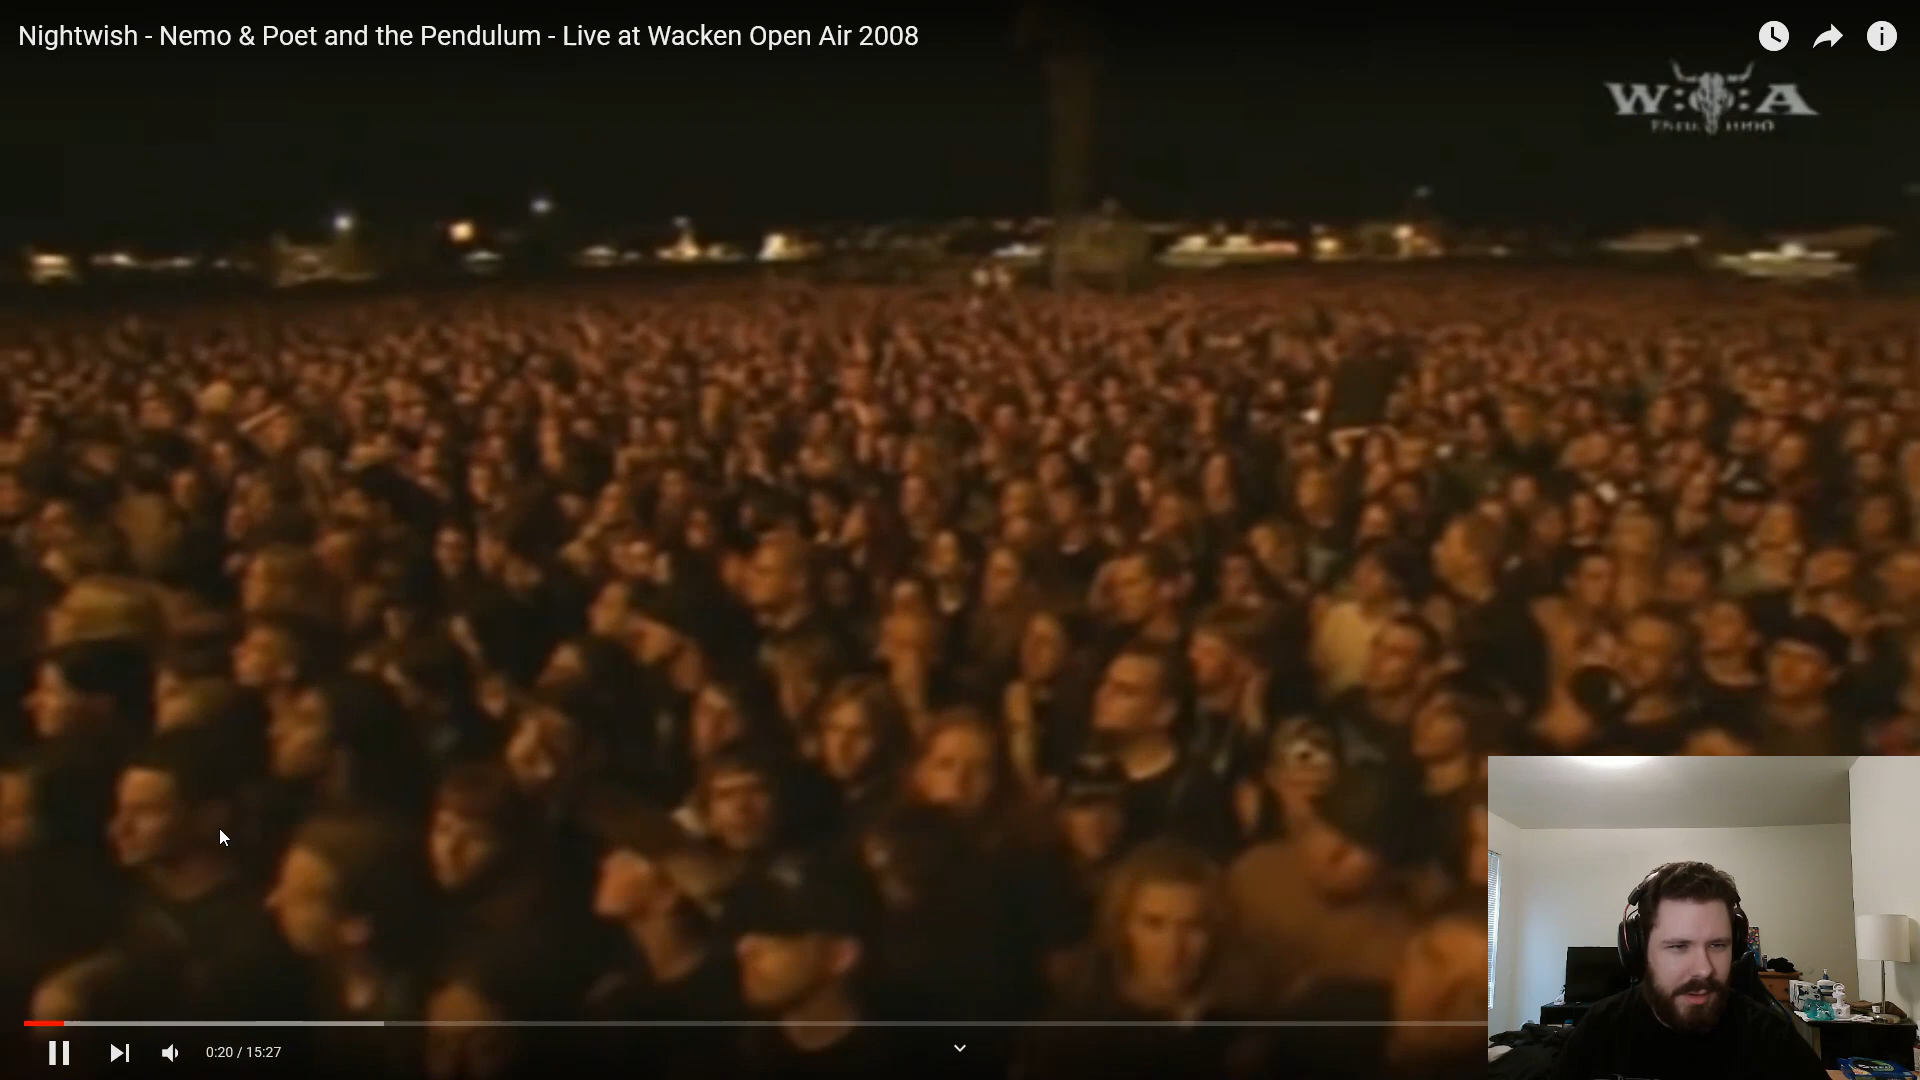 Nightwish - Nemo & Poet and the Pendulum - Live at Wacken Open Air 2008
W:O:A
0:20 / 15:27